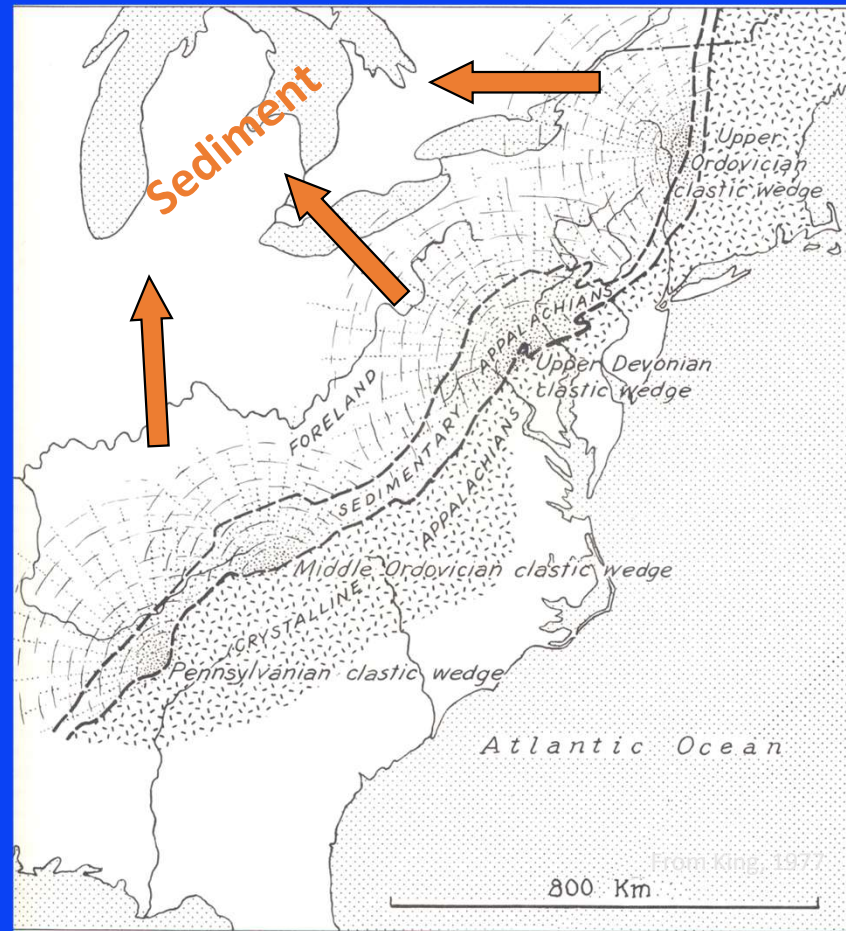 Sediment
Upper
Ordovician
clastic wedge
APPALACHIANS
Upper Devonian
clastic wedge
FORELAND
SEDIMENTARY
APPALACHIANS
Middle Ordovician clastic wedge
CRYSTALLINE
Pennsylvanian clastic wedge
Atlantic Ocean
From King, 1977
800 Km